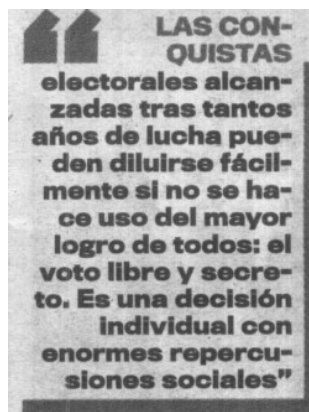 “LAS CON-
QUISTAS
electorales alcan-
zadas tras tantos
años de lucha pue-
den diluirse fácil-
mente si no se ha-
ce uso del mayor
logro de todos: el
voto libre y secre-
to. Es una decisión
individual con
enormes repercu-
siones sociales”